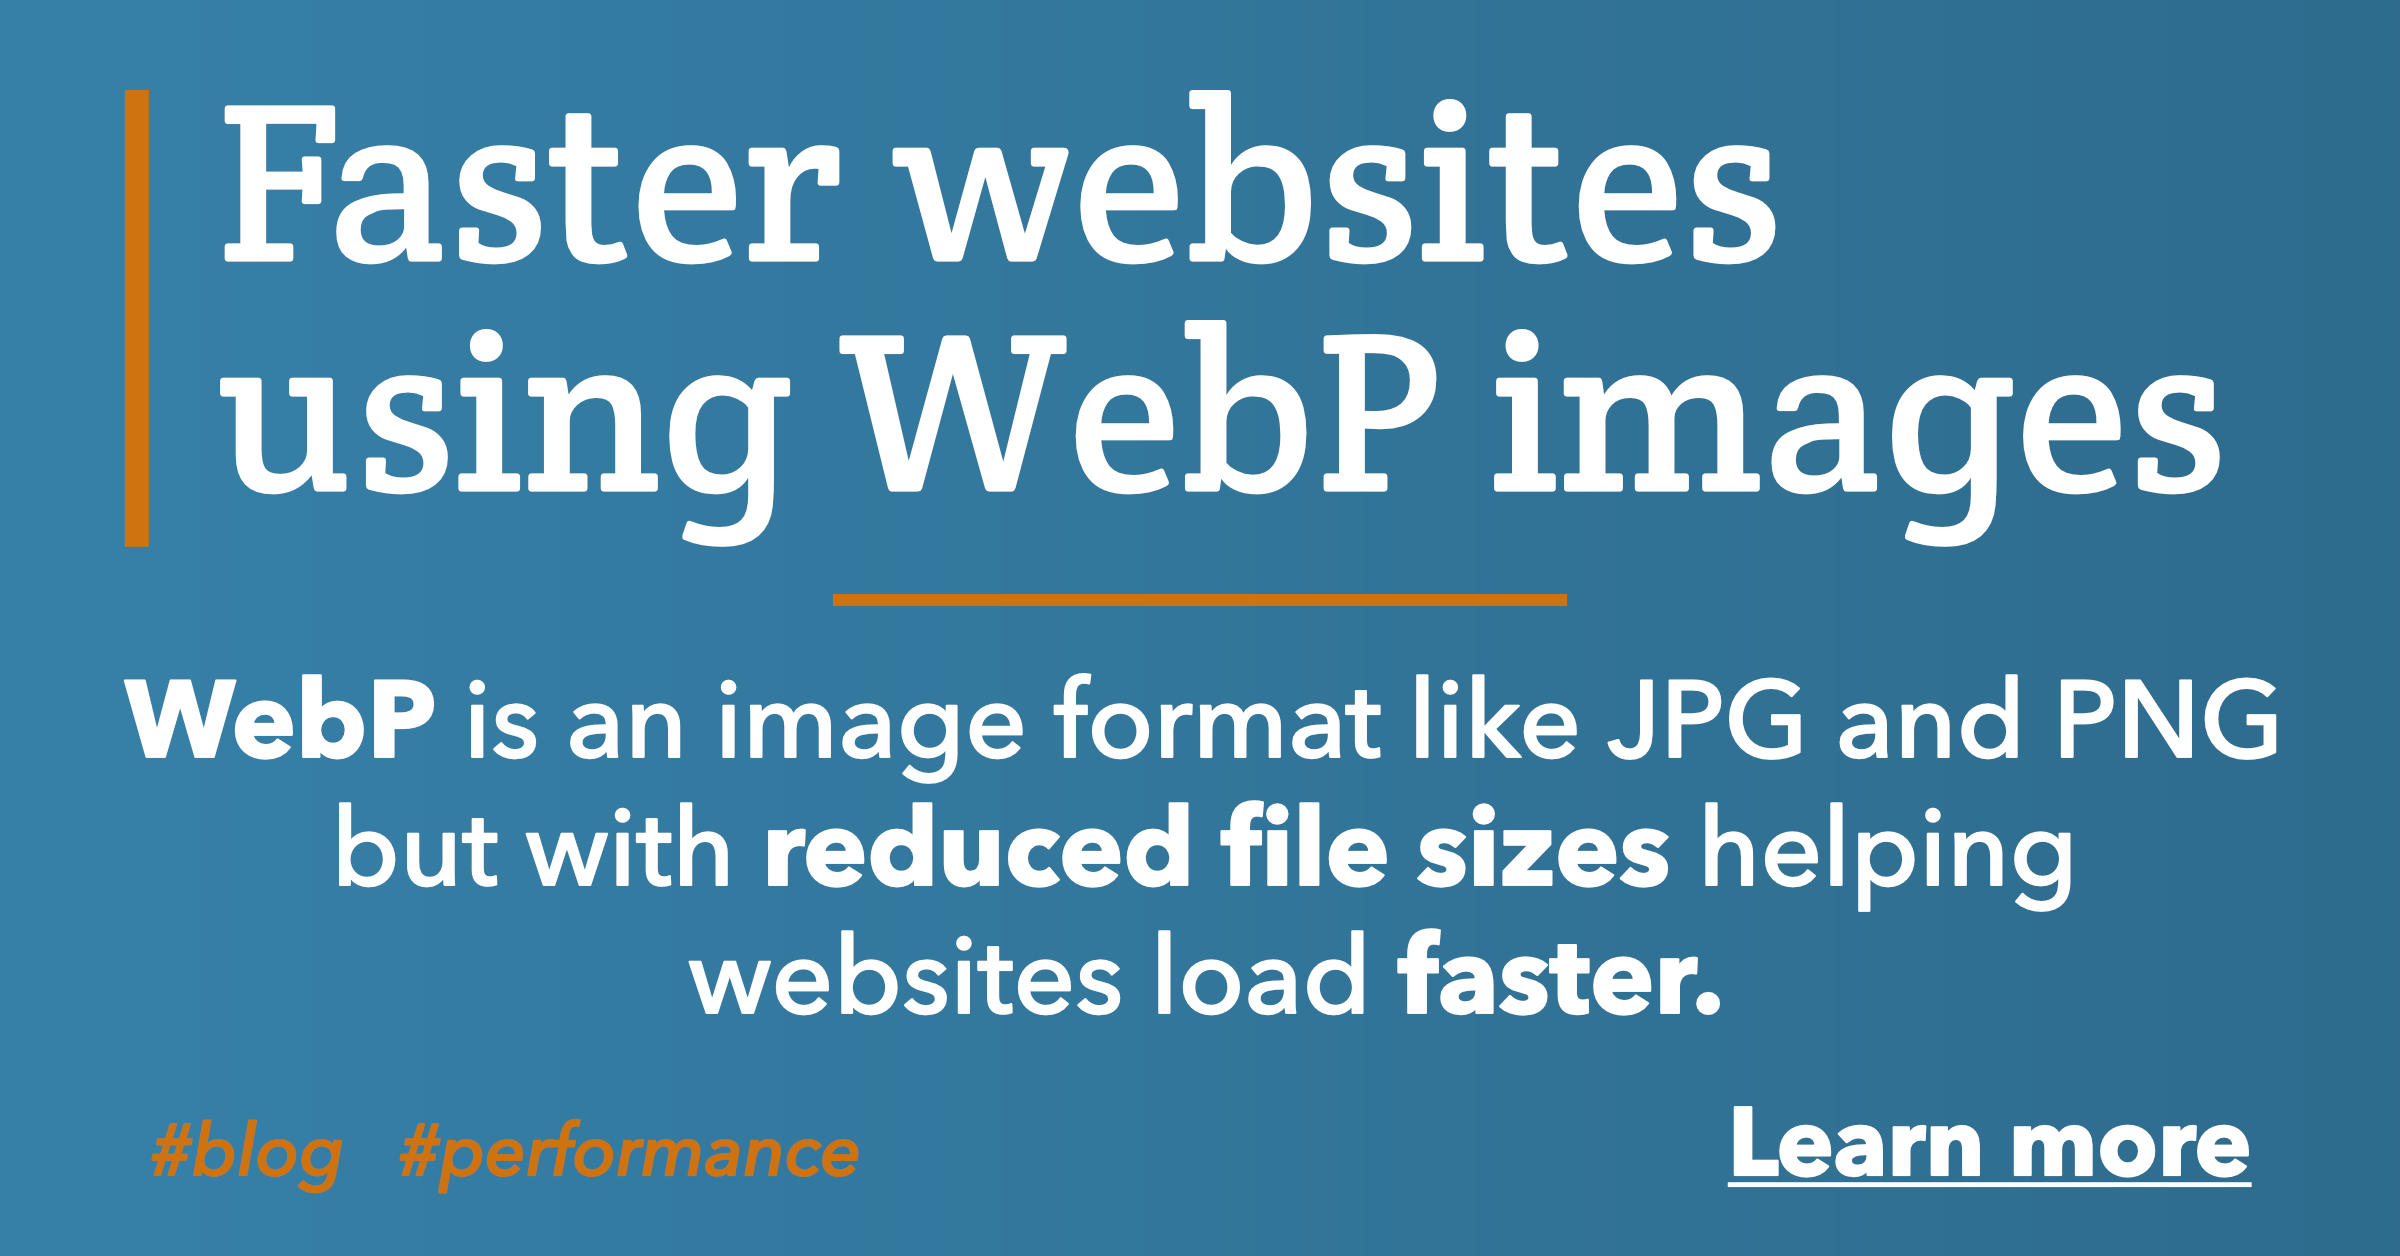 Faster websites
using WebP images
WebP is an image format like JPG and PNG
but with reduced file sizes helping
websites load faster.
#blog #performance Learn more